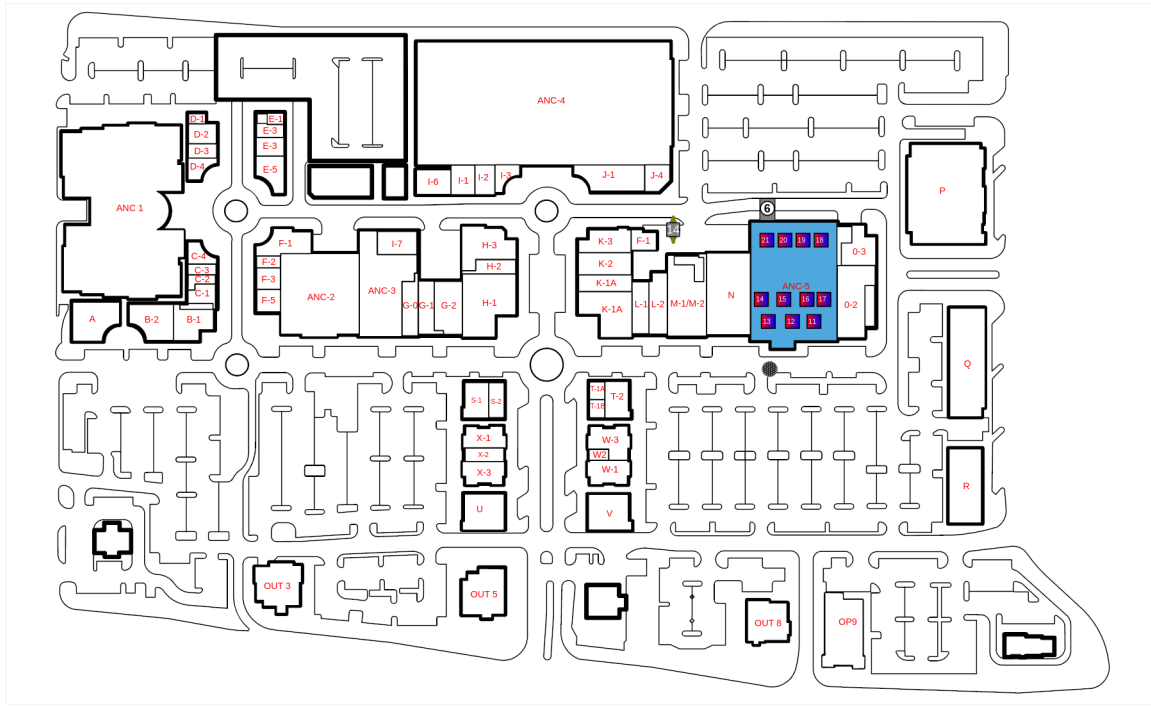 ANC-4
D-1
E-1
D-2
E-3
D-3
E-3
D-4
E-5
I-6
I-1
I-2
I-3
J-1
J-4
P
ANC 1
6
14
F-1
I-7
H-3
K-3
F-1
21
20
19
18
0-3
C-4
F-2
H-2
K-2
C-3
C-2
F-3
K-1A
C-1
F-5
ANC-2
ANC-3
G-0
G-1
G-2
H-1
K-1A
L-1
L-2
M-1/M-2
N
ANC-5
14
15
16
17
0-2
A
B-2
B-1
13
12
11
Q
S-1
S-2
T-1A
T-1B
T-2
X-1
X-2
X-3
W-3
W2
W-1
R
U
V
OUT 3
OUT 5
OUT 8
OP9